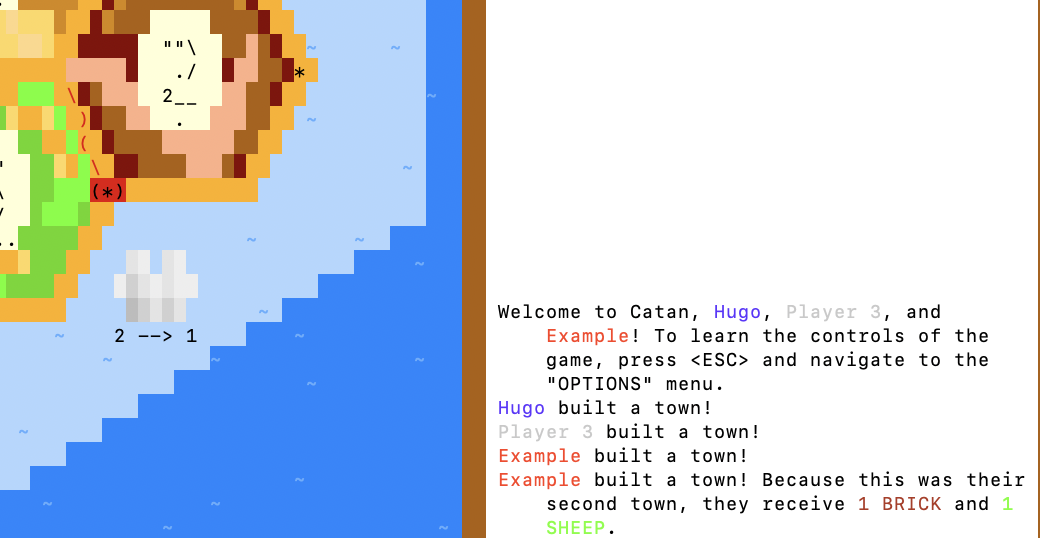 ""\
./
2__
.
*
(*)
2 --> 1
Welcome to Catan, Hugo, Player 3, and
Example! To learn the controls of the
game, press <ESC> and navigate to the
"OPTIONS" menu.
Hugo built a town!
Player 3 built a town!
Example built a town!
Example built a town! Because this was their
second town, they receive 1 BRICK and 1
SHEEP.